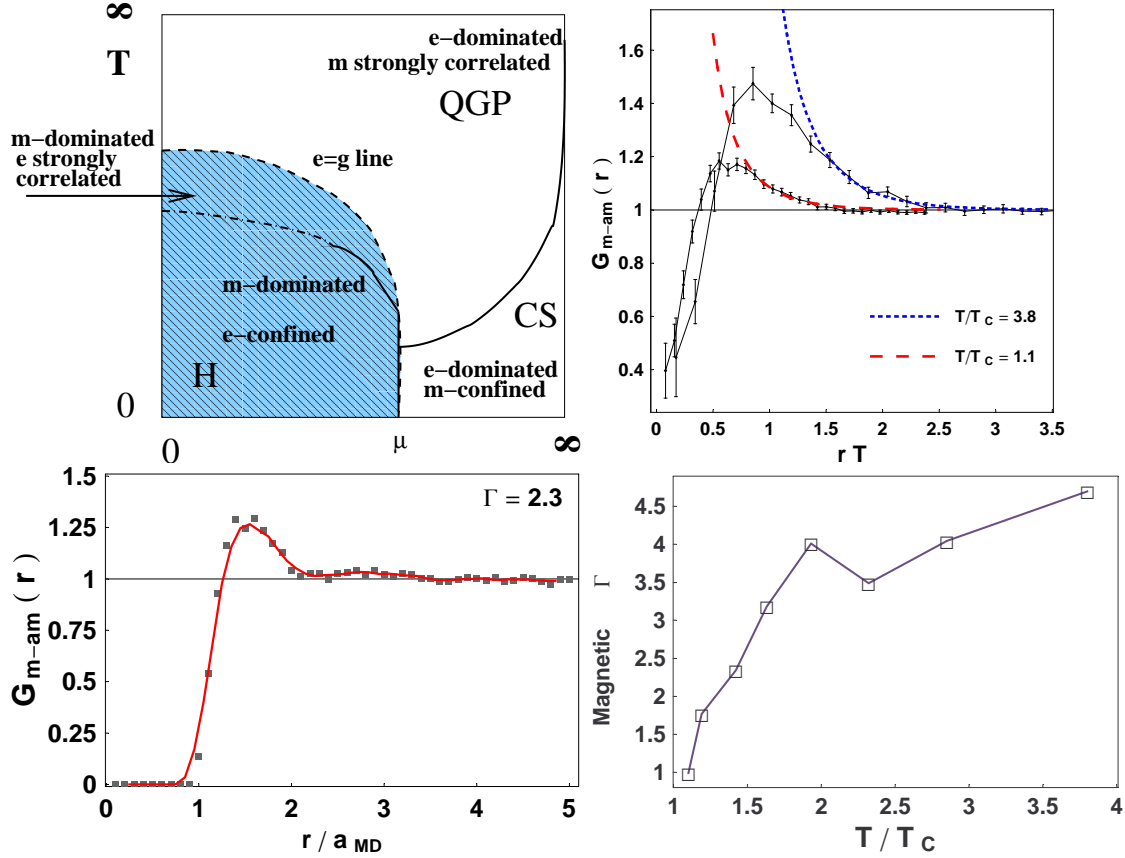 ∞
T
e−dominated
m strongly correlated
QGP
m−dominated
e strongly
correlated
e=g line
m−dominated
CS
e−confined
e−dominated
m−confined
H
0
0
μ
∞
G m−am ( r )
1.6
1.4
1.2
1
0.8
0.6
0.4
T/T C = 3.8
T/T C = 1.1
0 0.5 1 1.5 2 2.5 3 3.5
r T
G m−am ( r )
1.5
1.25
1
0.75
0.5
0.25
0
Γ = 2.3
0 1 2 3 4 5
r / a MD
Magnetic Γ
4.5
4
3.5
3
2.5
2
1.5
1
1 1.5 2 2.5 3 3.5 4
T / T C